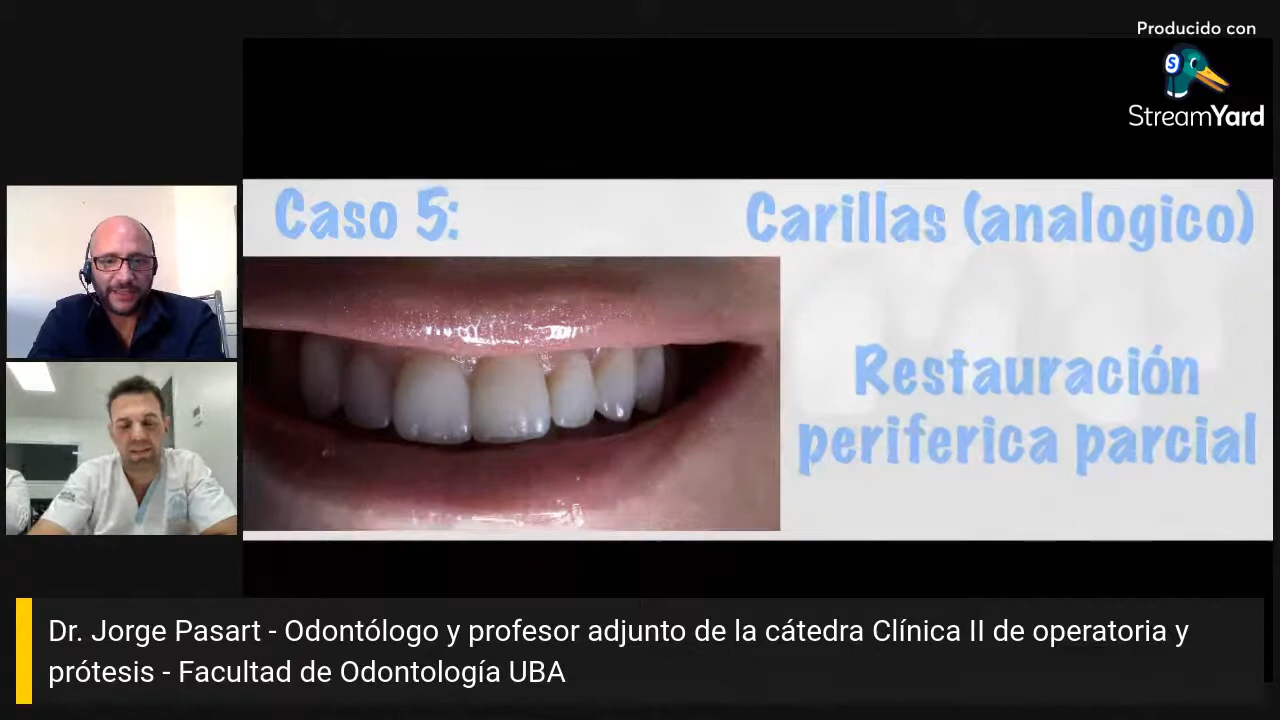 Producido con
StreamYard
Caso 5:
Carillas (analogico)
Restauración
periferica parcial
Dr. Jorge Pasart - Odontólogo y profesor adjunto de la cátedra Clínica II de operatoria y
prótesis - Facultad de Odontología UBA